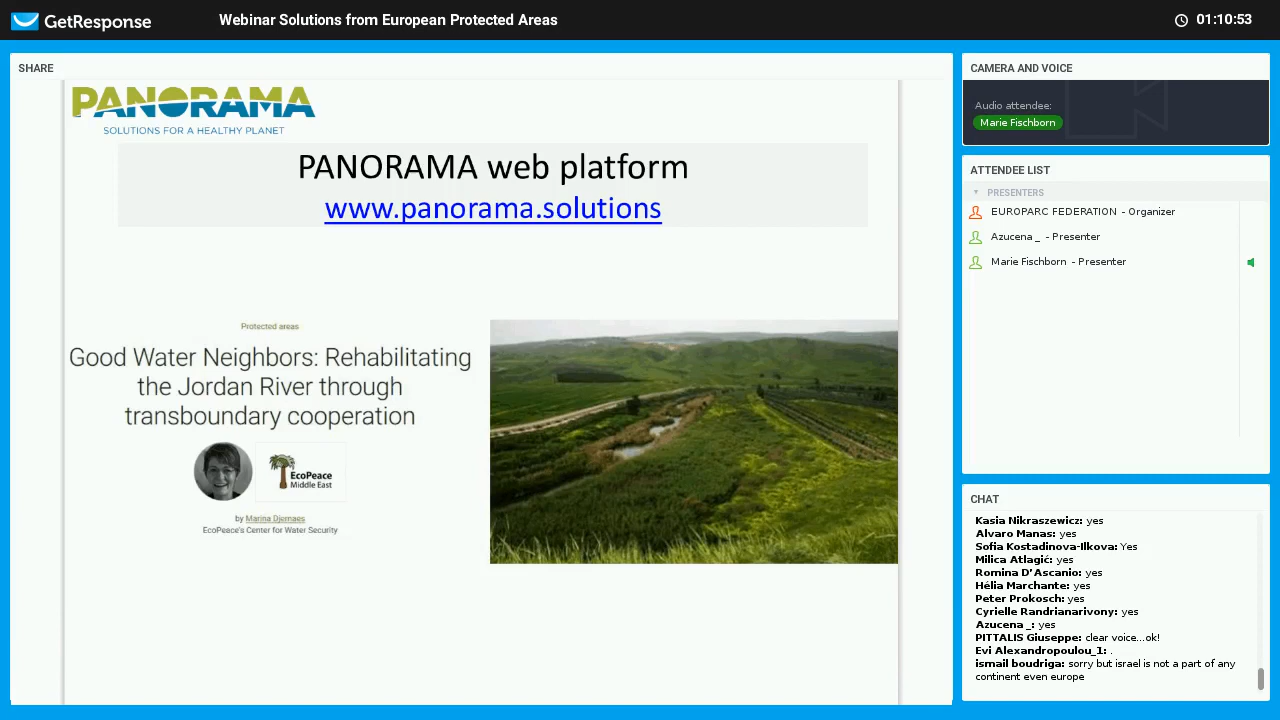 GetResponse
Webinar Solutions from European Protected Areas
01:10:53
SHARE
PANORAMA
SOLUTIONS FOR A HEALTHY PLANET
PANORAMA web platform
www.panorama.solutions
Protected areas
Good Water Neighbors: Rehabilitating
the Jordan River through
transboundary cooperation
EcoPeace
Middle East
by Marina Djernaes
EcoPeace's Center for Water Security
CAMERA AND VOICE
Audio attendee:
Marie Fischborn
ATTENDEE LIST
PRESENTERS
EUROPARC FEDERATION - Organizer
Azucena _ - Presenter
Marie Fischborn - Presenter
CHAT
Kasia Nikraszewicz: yes
Alvaro Manas: yes
Sofia Kostadinova-Ilkova: Yes
Milica Atlagić: yes
Romina D'Ascanio: yes
Hélia Marchante: yes
Peter Prokosch: yes
Cyrielle Randrianarivony: yes
Azucena _: yes
PITTALIS Giuseppe: clear voice...ok!
Evi Alexandropoulou_1: .
ismail boudriga: sorry but israel is not a part of any
continent even europe